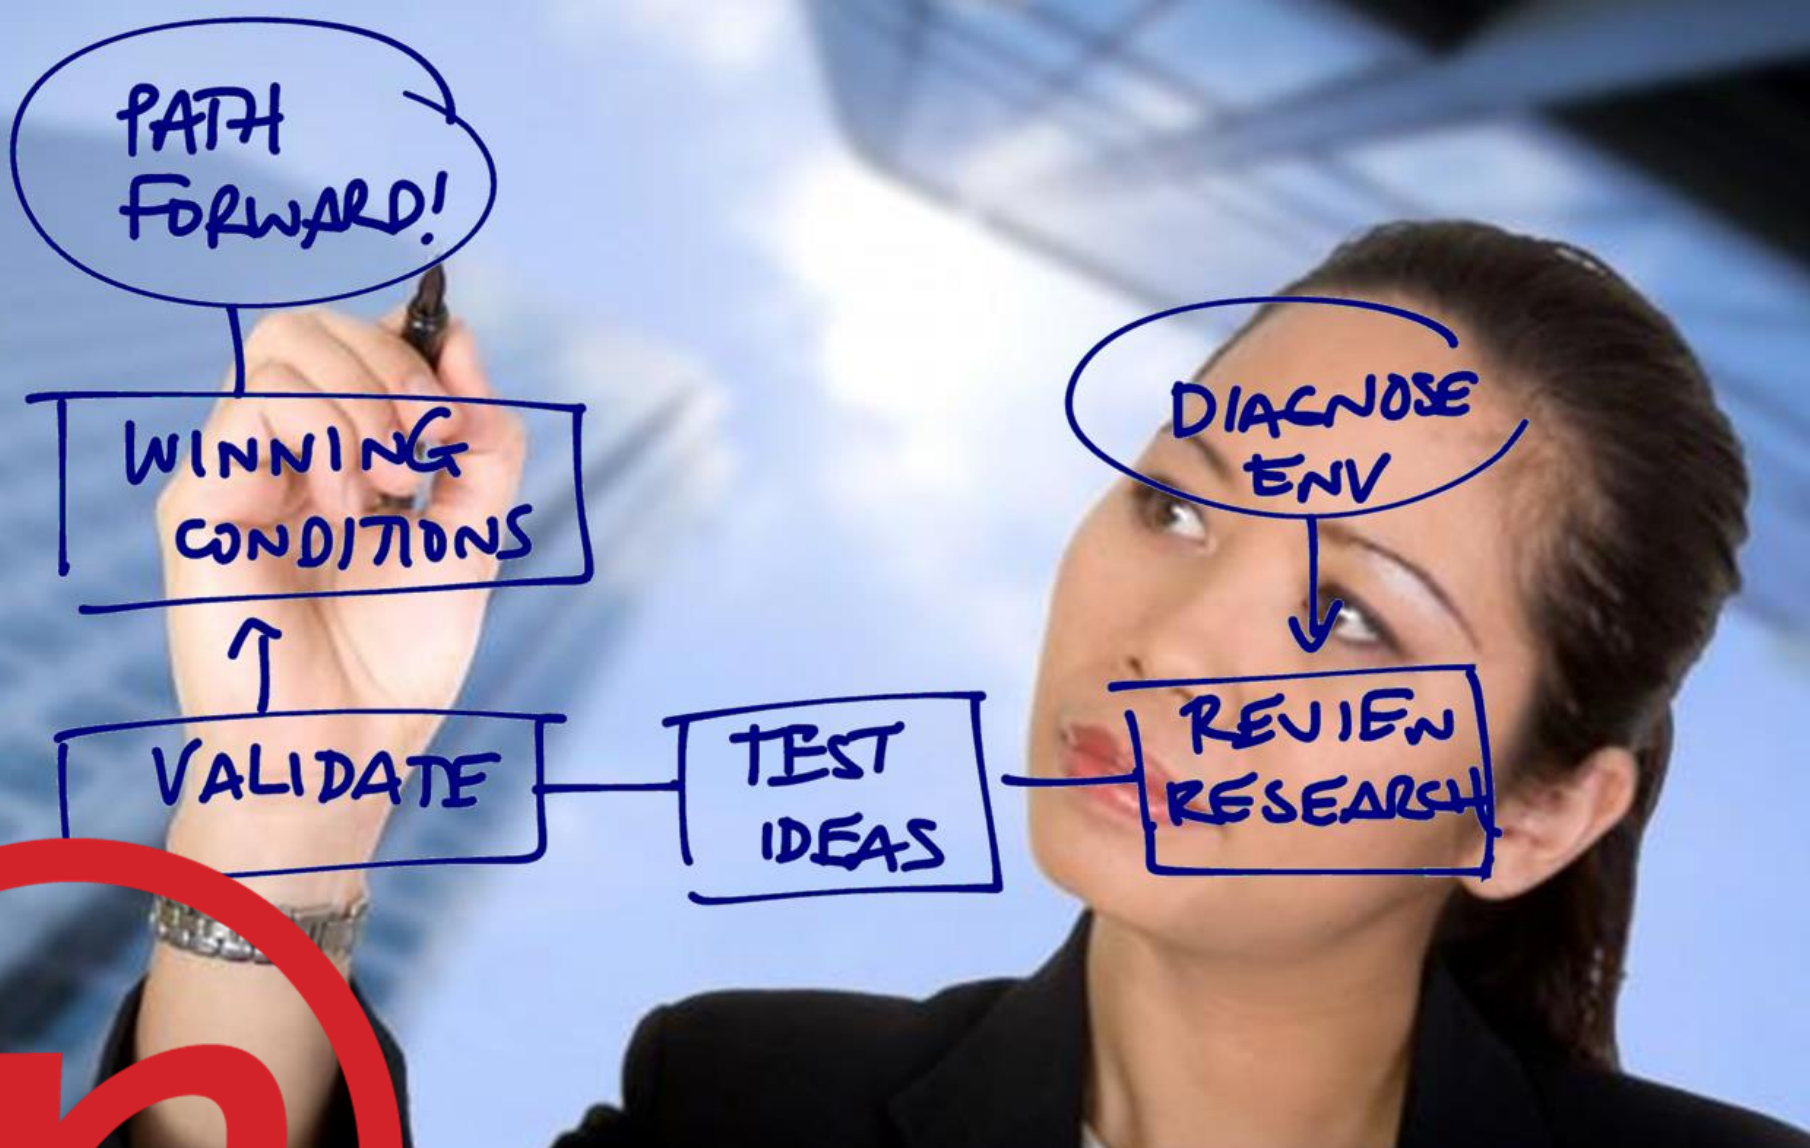 PATH
FORWARD!
WINNING
CONDITIONS
VALIDATE
TEST
IDEAS
DIAGNOSE
ENV
REVIEW
RESEARCH
n